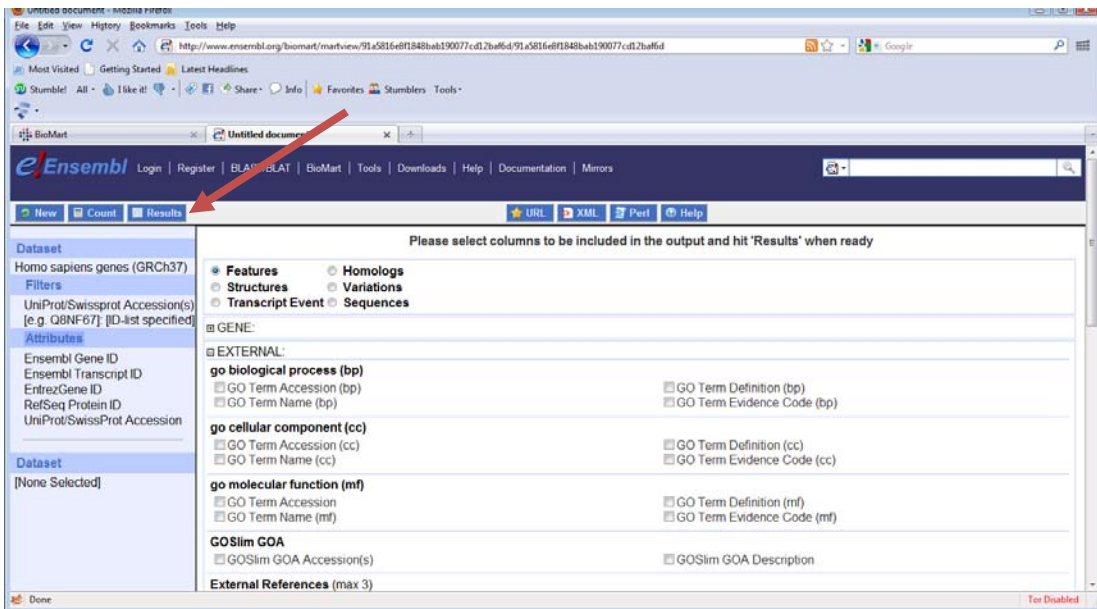 Untitled document - Mozilla Firefox
File Edit View History Bookmarks Tools Help
http://www.ensembl.org/biomart/martview/91a5816e8f1848bab190077cd12baf6d/91a5816e8f1848bab190077cd12baf6d
Google
Most Visited Getting Started Latest Headlines
Stumble! All I like it! Share Info Favorites Stumblers Tools
BioMart Untitled document
e!Ensembl Login | Register | BLAST/BLAT | BioMart | Tools | Downloads | Help | Documentation | Mirrors
New Count Results URL XML Perl Help
Please select columns to be included in the output and hit 'Results' when ready
Dataset
Homo sapiens genes (GRCh37)
Filters
UniProt/Swissprot Accession(s)
[e.g. Q8NF67]: [ID-list specified]
Attributes
Ensembl Gene ID
Ensembl Transcript ID
EntrezGene ID
RefSeq Protein ID
UniProt/SwissProt Accession
Dataset
[None Selected]
Features Homologs
Structures Variations
Transcript Event Sequences
GENE:
EXTERNAL:
go biological process (bp)
GO Term Accession (bp) GO Term Definition (bp)
GO Term Name (bp) GO Term Evidence Code (bp)
go cellular component (cc)
GO Term Accession (cc) GO Term Definition (cc)
GO Term Name (cc) GO Term Evidence Code (cc)
go molecular function (mf)
GO Term Accession GO Term Definition (mf)
GO Term Name (mf) GO Term Evidence Code (mf)
GOSlim GOA
GOSlim GOA Accession(s) GOSlim GOA Description
External References (max 3)
Done Tor Disabled